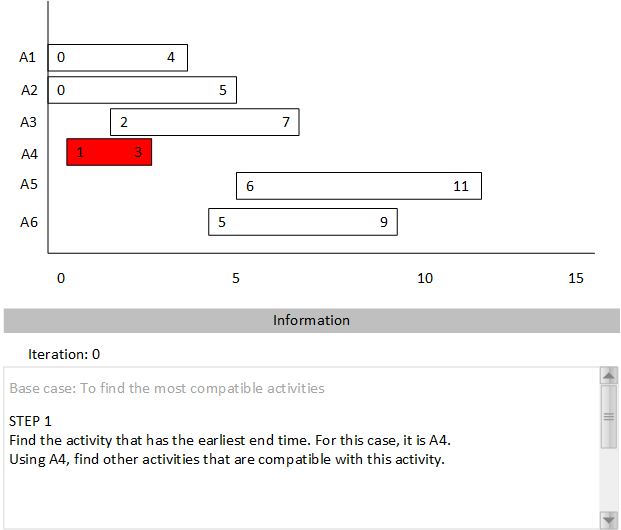 A1 0 4
A2 0 5
A3 2 7
A4 1 3
A5 6 11
A6 5 9
0 5 10 15
Information
Iteration: 0
Base case: To find the most compatible activities
STEP 1
Find the activity that has the earliest end time. For this case, it is A4.
Using A4, find other activities that are compatible with this activity.